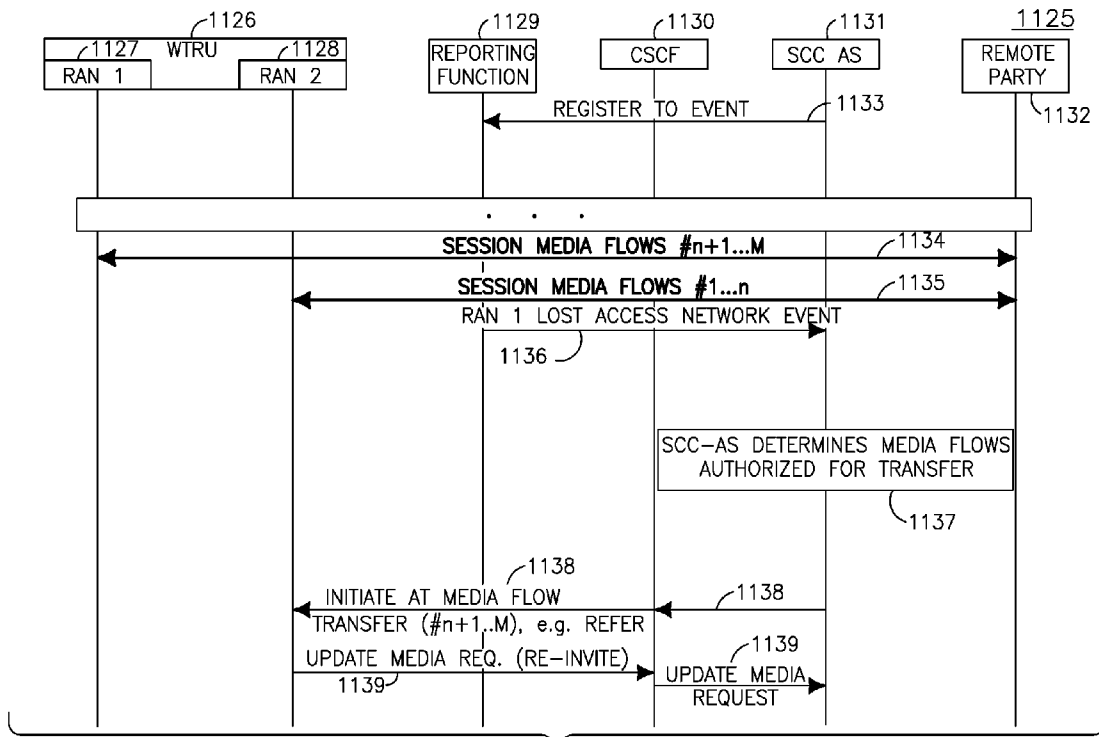 1125
1126
WTRU
1127
RAN 1
1128
RAN 2
1129
REPORTING
FUNCTION
1130
CSCF
1131
SCC AS
REMOTE
PARTY
1132
REGISTER TO EVENT
1133
. . .
SESSION MEDIA FLOWS #n+1...M
1134
SESSION MEDIA FLOWS #1...n
1135
RAN 1 LOST ACCESS NETWORK EVENT
1136
SCC-AS DETERMINES MEDIA FLOWS
AUTHORIZED FOR TRANSFER
1137
1138
INITIATE AT MEDIA FLOW
TRANSFER (#n+1..M), e.g. REFER
1138
UPDATE MEDIA REQ. (RE-INVITE)
1139
1139
UPDATE MEDIA
REQUEST